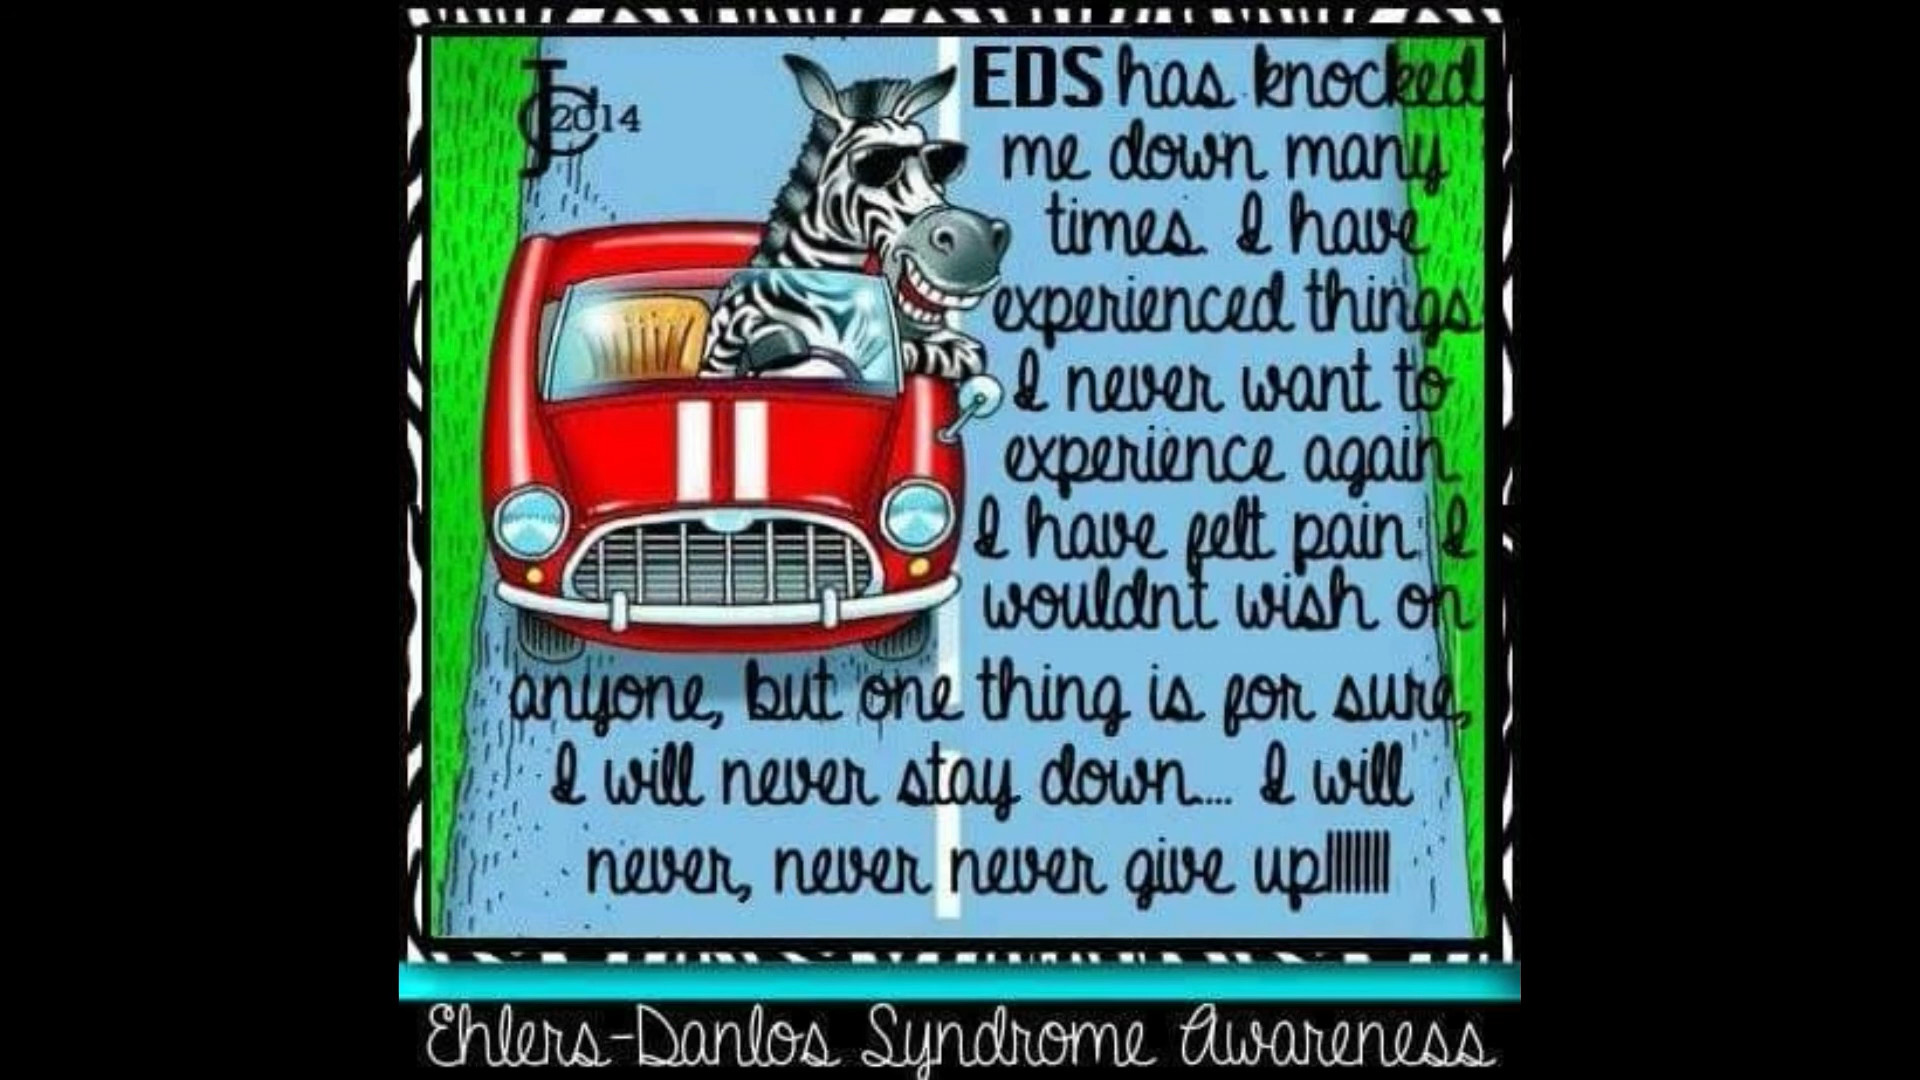 JC 2014
EDS has knocked
me down many
times. I have
experienced things
I never want to
experience again
I have felt pain I
wouldnt wish on
anyone, but one thing is for sure,
I will never stay down.... I will
never, never never give up|||||||
Ehlers-Danlos Syndrome Awareness